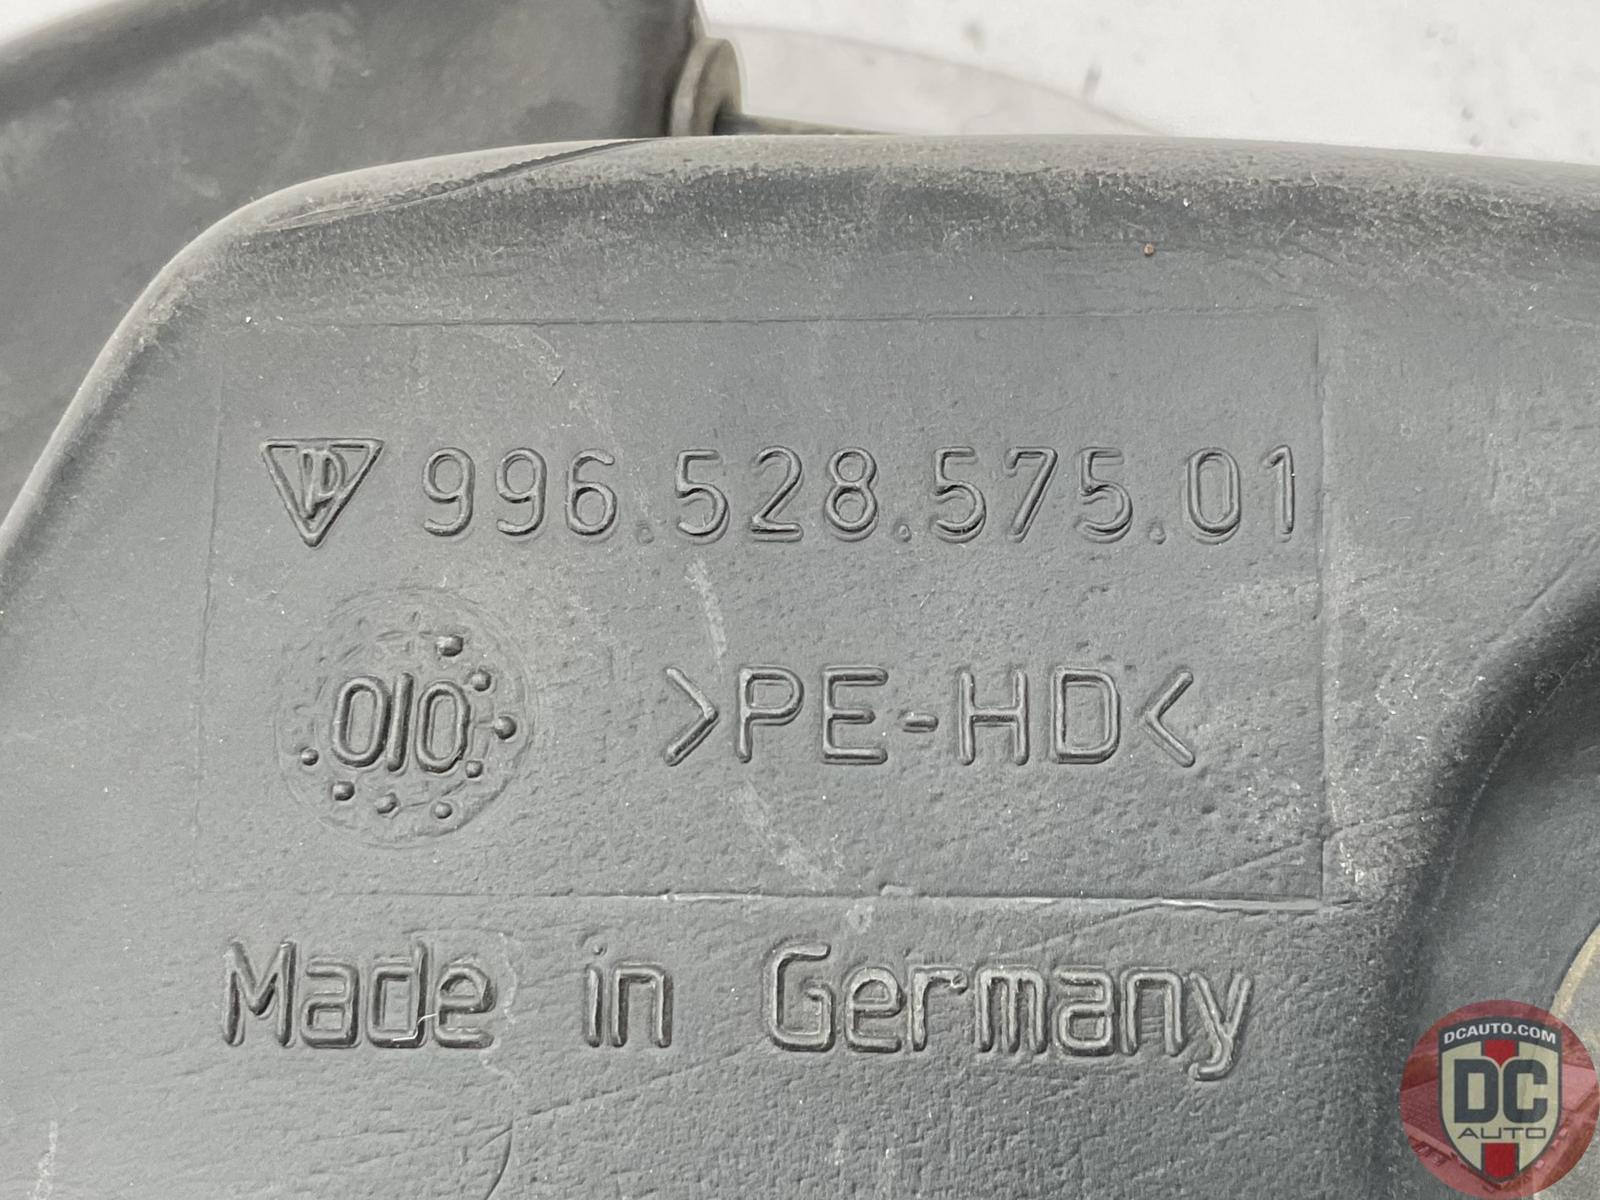 996.528.575.01
010
>PE-HD<
Made in Germany
DCAUTO.COM
DC
AUTO